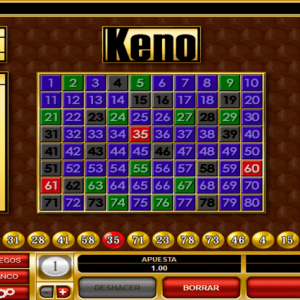 Keno
1 2 3 4 5 6 7 8 9 10
11 12 13 14 15 16 17 18 19 20
21 22 23 24 25 26 27 28 29 30
31 32 33 34 35 36 37 38 39 40
41 42 43 44 45 46 47 48 49 50
51 52 53 54 55 56 57 58 59 60
61 62 63 64 65 66 67 68 69 70
71 72 73 74 75 76 77 78 79 80
31 28 41 58 35 71 79 23 46 4 15
EGOS
ANCO
1
APUESTA
1.00
DESHACER
BORRAR